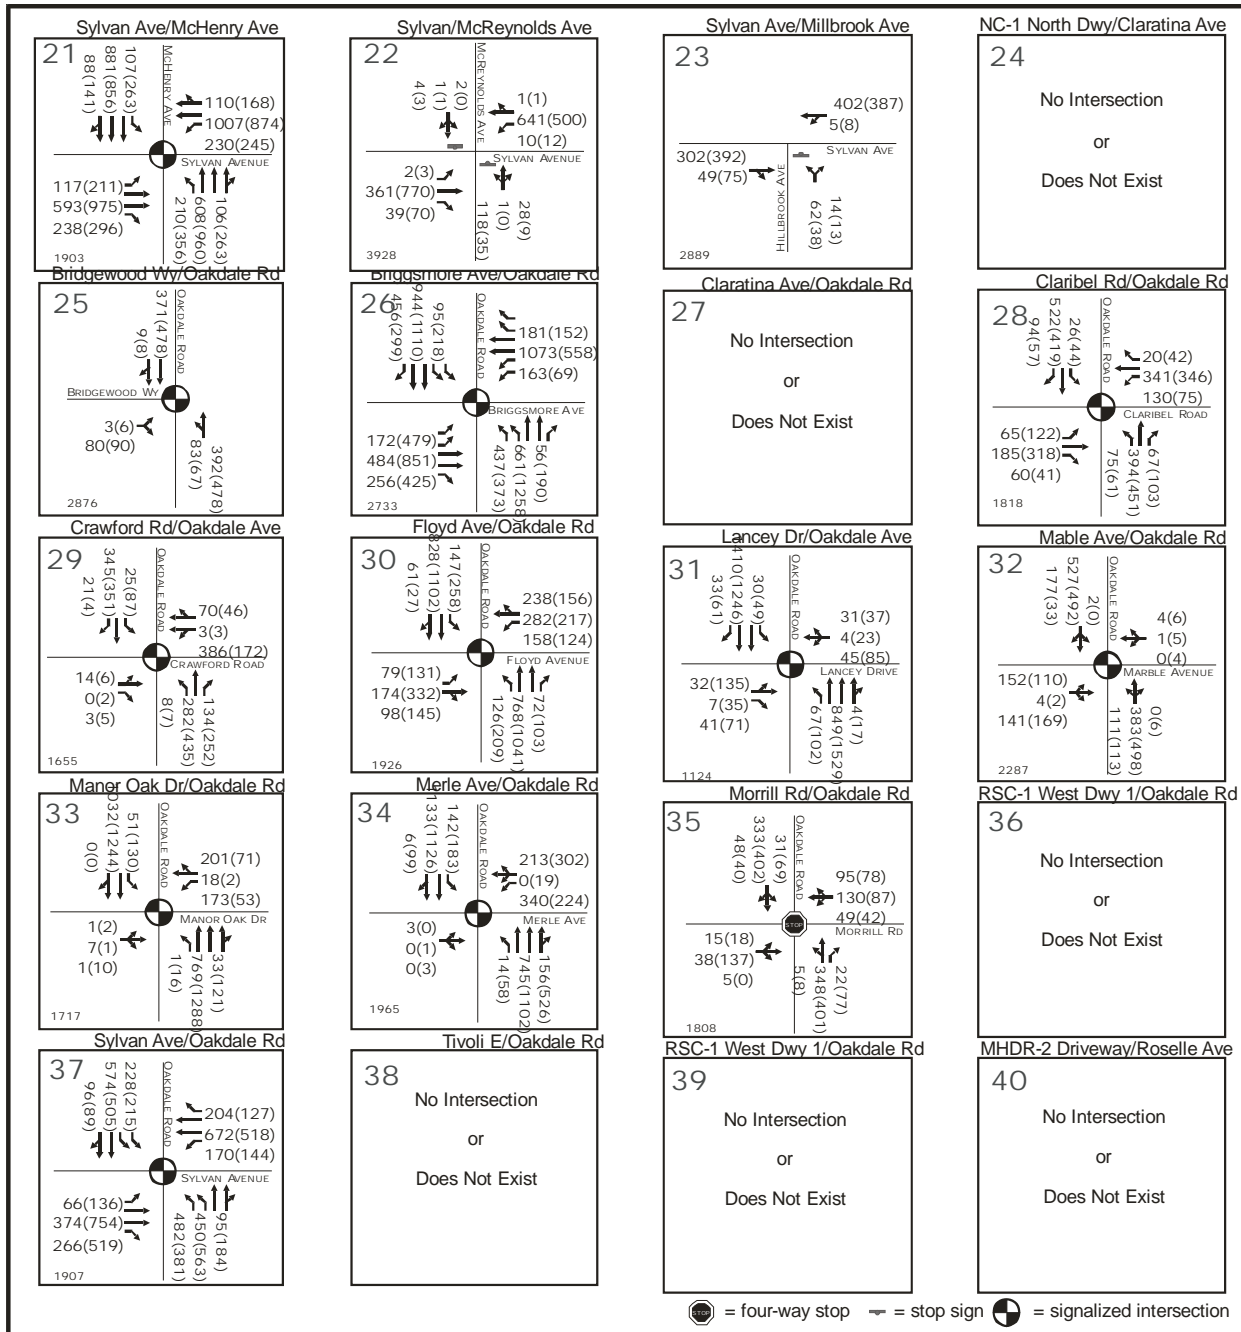 Sylvan Ave/McHenry Ave
21
88(141)
881(856)
107(263)
MCHENRY AVE
110(168)
1007(874)
230(245)
SYLVAN AVENUE
117(211)
593(975)
238(296)
210(356)
608(960)
106(263)
1903
Sylvan/McReynolds Ave
22
4(3)
1(1)
2(0)
MCREYNOLDS AVE
1(1)
641(500)
10(12)
SYLVAN AVENUE
2(3)
361(770)
39(70)
118(35)
1(0)
28(9)
3928
Sylvan Ave/Millbrook Ave
23
402(387)
5(8)
SYLVAN AVE
302(392)
49(75)
HILLBROOK AVE
62(38)
14(13)
2889
NC-1 North Dwy/Claratina Ave
24
No Intersection
or
Does Not Exist
Bridgewood Wy/Oakdale Rd
25
9(8)
371(478)
OAKDALE ROAD
BRIDGEWOOD WY
3(6)
80(90)
83(67)
392(478)
2876
Briggsmore Ave/Oakdale Rd
26
456(299)
944(1110)
95(218)
OAKDALE ROAD
181(152)
1073(558)
163(69)
BRIGGSMORE AVE
172(479)
484(851)
256(425)
437(373)
661(1258)
56(190)
2733
Claratina Ave/Oakdale Rd
27
No Intersection
or
Does Not Exist
Claribel Rd/Oakdale Rd
28
94(57)
522(419)
26(44)
OAKDALE ROAD
20(42)
341(346)
130(75)
CLARIBEL ROAD
65(122)
185(318)
60(41)
75(61)
394(451)
67(103)
1818
Crawford Rd/Oakdale Ave
29
21(4)
345(351)
25(87)
OAKDALE ROAD
70(46)
3(3)
386(172)
CRAWFORD ROAD
14(6)
0(2)
3(5)
8(7)
282(435)
134(252)
1655
Floyd Ave/Oakdale Rd
30
61(27)
828(1102)
147(258)
OAKDALE ROAD
238(156)
282(217)
158(124)
FLOYD AVENUE
79(131)
174(332)
98(145)
126(209)
768(1041)
72(103)
1926
Lancey Dr/Oakdale Ave
31
33(61)
410(1246)
30(49)
OAKDALE ROAD
31(37)
4(23)
45(85)
LANCEY DRIVE
32(135)
7(35)
41(71)
67(102)
849(1529)
4(17)
1124
Mable Ave/Oakdale Rd
32
177(33)
527(492)
2(0)
OAKDALE ROAD
4(6)
1(5)
0(4)
MARBLE AVENUE
152(110)
4(2)
141(169)
111(113)
383(498)
0(6)
2287
Manor Oak Dr/Oakdale Rd
33
0(0)
032(1244)
51(130)
OAKDALE ROAD
201(71)
18(2)
173(53)
MANOR OAK DR
1(2)
7(1)
1(10)
1(16)
769(1288)
33(121)
1717
Merle Ave/Oakdale Rd
34
6(99)
133(1126)
142(183)
OAKDALE ROAD
213(302)
0(19)
340(224)
MERLE AVE
3(0)
0(1)
0(3)
14(58)
745(1102)
156(526)
1965
Morrill Rd/Oakdale Rd
35
48(40)
333(402)
31(69)
OAKDALE ROAD
95(78)
130(87)
49(42)
STOP
MORRILL RD
15(18)
38(137)
5(0)
5(8)
348(401)
22(77)
1808
RSC-1 West Dwy 1/Oakdale Rd
36
No Intersection
or
Does Not Exist
Sylvan Ave/Oakdale Rd
37
96(89)
574(505)
228(215)
OAKDALE ROAD
204(127)
672(518)
170(144)
SYLVAN AVENUE
66(136)
374(754)
266(519)
482(381)
450(563)
95(184)
1907
Tivoli E/Oakdale Rd
38
No Intersection
or
Does Not Exist
RSC-1 West Dwy 1/Oakdale Rd
39
No Intersection
or
Does Not Exist
MHDR-2 Driveway/Roselle Ave
40
No Intersection
or
Does Not Exist
STOP = four-way stop = stop sign = signalized intersection